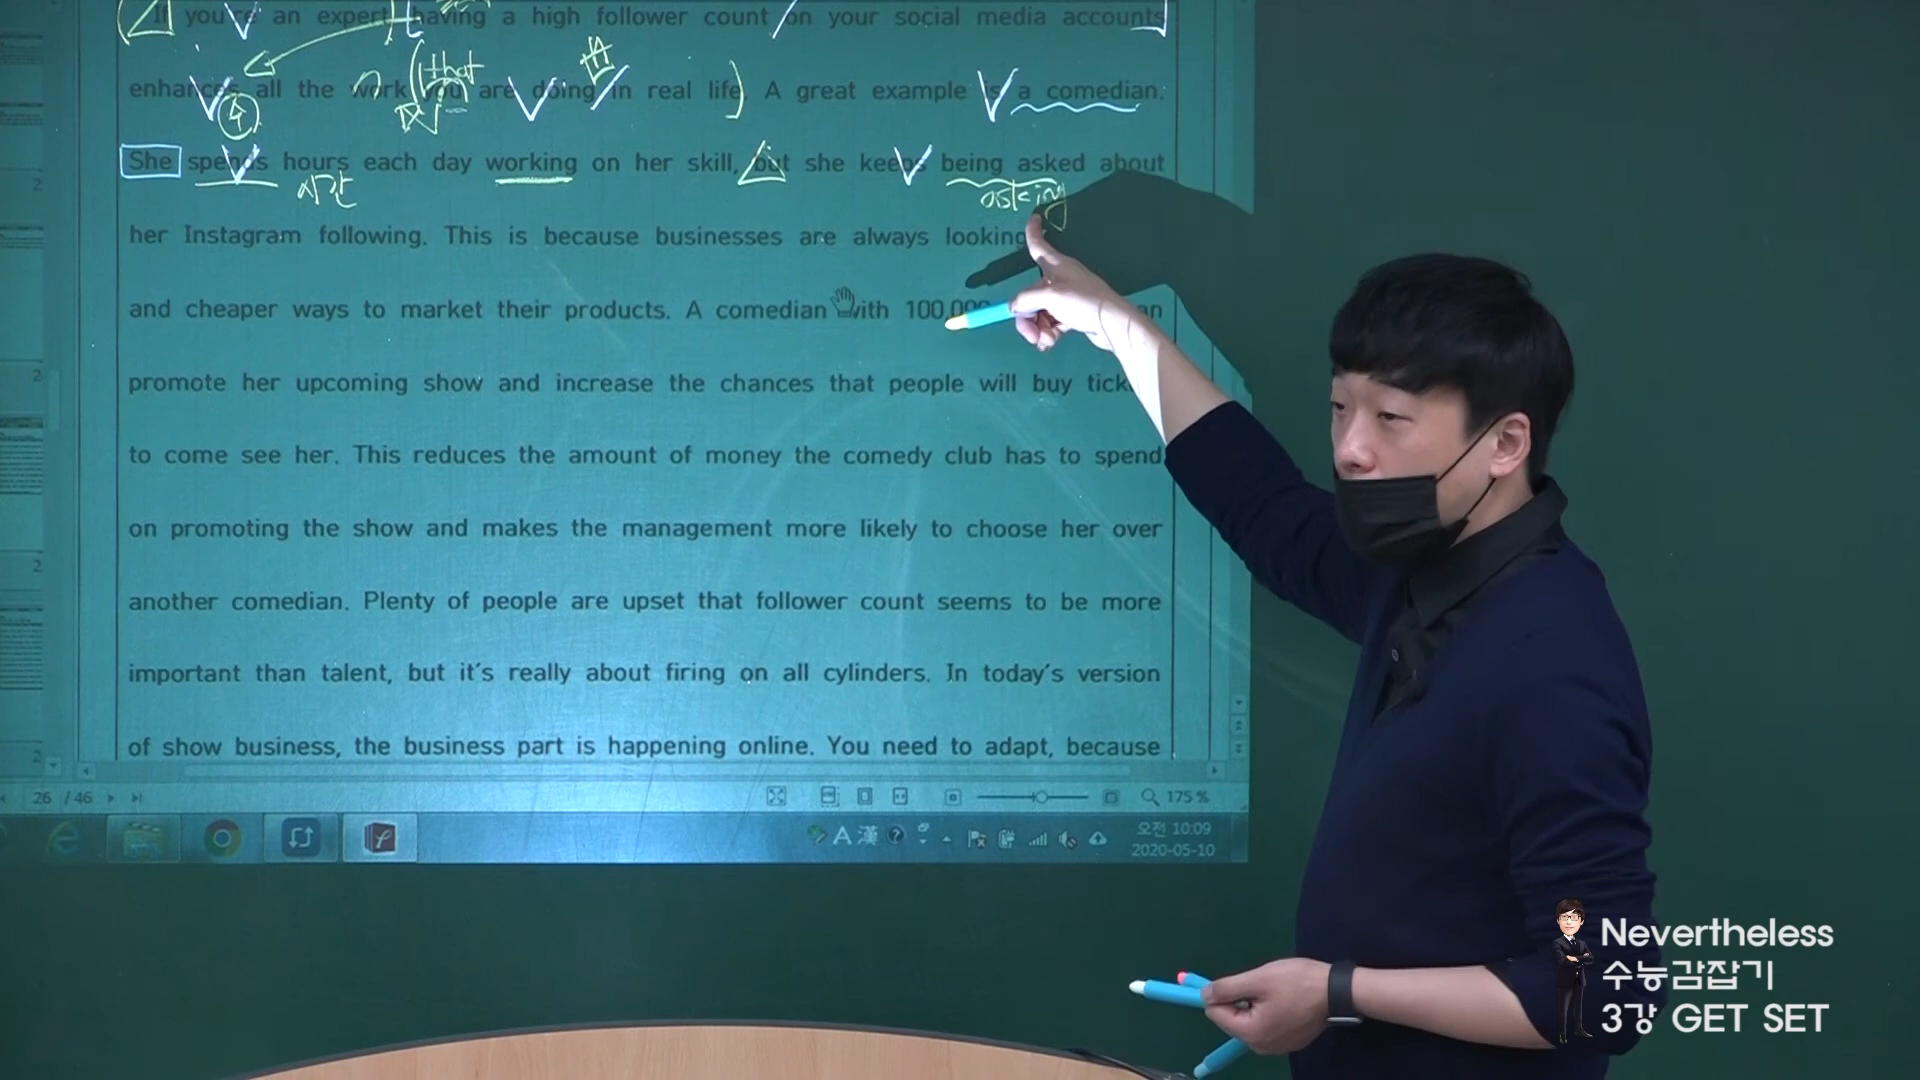 If you're an expert, having a high follower count on your social media accounts
that
enhances all the work you are doing in real life. A great example is a comedian.
주
She spends hours each day working on her skill, but she keeps being asked about
시간
asking
her Instagram following. This is because businesses are always looking
and cheaper ways to market their products. A comedian with 100,000
promote her upcoming show and increase the chances that people will buy
to come see her. This reduces the amount of money the comedy club has to spend
on promoting the show and makes the management more likely to choose her over
another comedian. Plenty of people are upset that follower count seems to be more
important than talent, but it's really about firing on all cylinders. In today's version
of show business, the business part is happening online. You need to adapt, because
26 / 46
175 %
A 漢
오전 10:09
2020-05-10
Nevertheless
수능감잡기
3강 GET SET